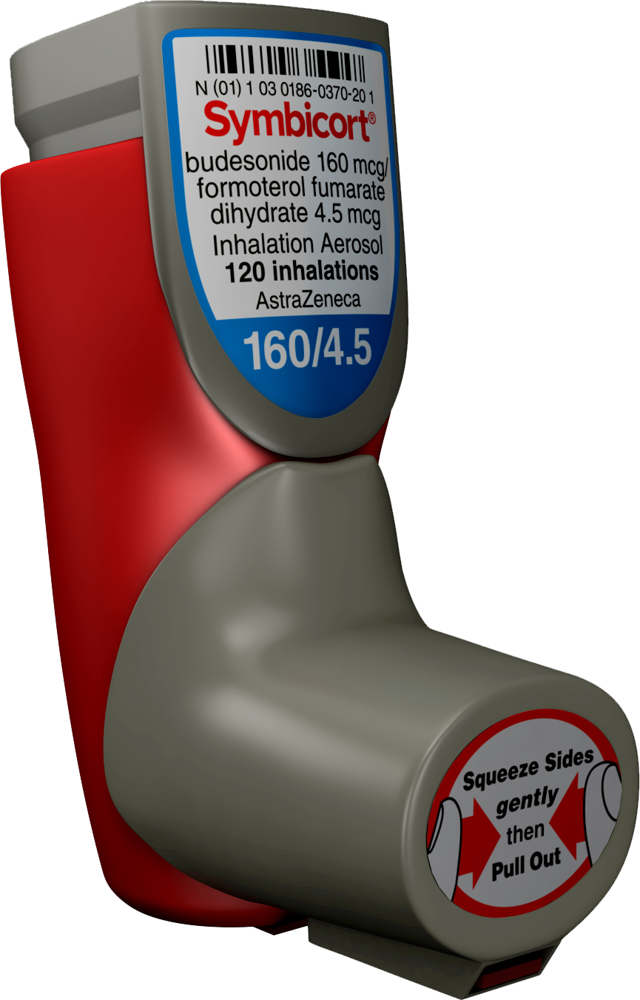 N (01) 1 03 0186-0370-20 1
Symbicort®
budesonide 160 mcg/
formoterol fumarate
dihydrate 4.5 mcg
Inhalation Aerosol
120 inhalations
AstraZeneca
160/4.5
Squeeze Sides
gently
then
Pull Out